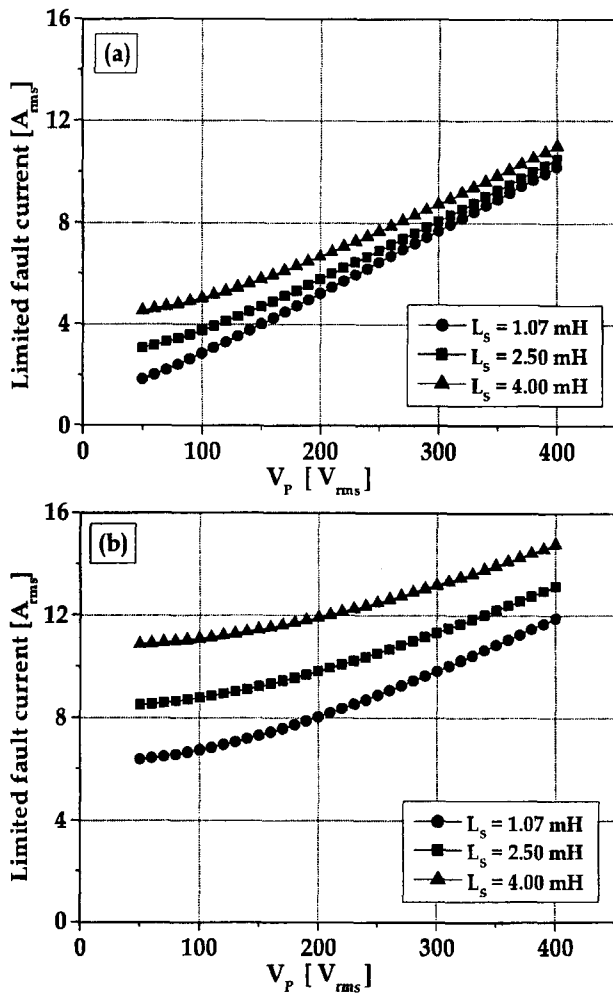 16
(a)
12
8
4
0
Limited fault current [A_rms]
L_s = 1.07 mH
L_s = 2.50 mH
L_s = 4.00 mH
0 100 200 300 400
V_P [ V_rms ]
16
(b)
12
8
4
0
Limited fault current [A_rms]
L_s = 1.07 mH
L_s = 2.50 mH
L_s = 4.00 mH
0 100 200 300 400
V_P [ V_rms ]